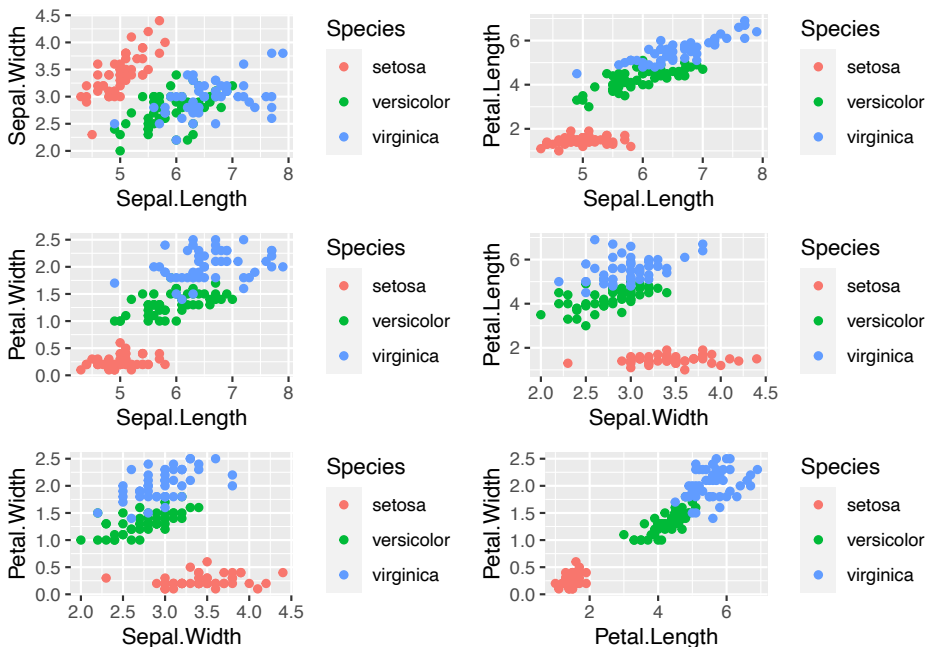 4.5
4.0
3.5
3.0
2.5
2.0
Sepal.Width
5 6 7 8
Sepal.Length
Species
setosa
versicolor
virginica
6
4
2
Petal.Length
5 6 7 8
Sepal.Length
Species
setosa
versicolor
virginica
2.5
2.0
1.5
1.0
0.5
0.0
Petal.Width
5 6 7 8
Sepal.Length
Species
setosa
versicolor
virginica
6
4
2
Petal.Length
2.0 2.5 3.0 3.5 4.0 4.5
Sepal.Width
Species
setosa
versicolor
virginica
2.5
2.0
1.5
1.0
0.5
0.0
Petal.Width
2.0 2.5 3.0 3.5 4.0 4.5
Sepal.Width
Species
setosa
versicolor
virginica
2.5
2.0
1.5
1.0
0.5
0.0
Petal.Width
2 4 6
Petal.Length
Species
setosa
versicolor
virginica